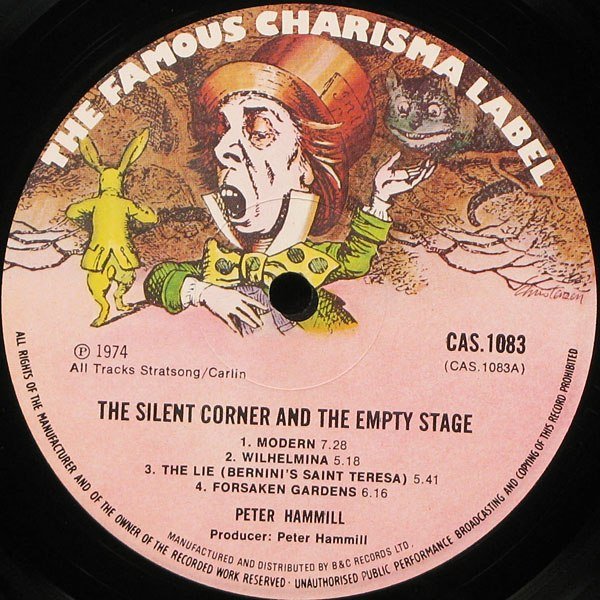 THE FAMOUS CHARISMA LABEL
Ⓟ 1974
All Tracks Stratsong/Carlin
CAS.1083
(CAS.1083A)
THE SILENT CORNER AND THE EMPTY STAGE
1. MODERN 7.28
2. WILHELMINA 5.18
3. THE LIE (BERNINI'S SAINT TERESA) 5.41
4. FORSAKEN GARDENS 6.16
PETER HAMMILL
Producer: Peter Hammill
MANUFACTURED AND DISTRIBUTED BY B&C RECORDS LTD.
ALL RIGHTS OF THE MANUFACTURER AND OF THE OWNER OF THE RECORDED WORK RESERVED · UNAUTHORISED PUBLIC PERFORMANCE BROADCASTING AND COPYING OF THIS RECORD PROHIBITED